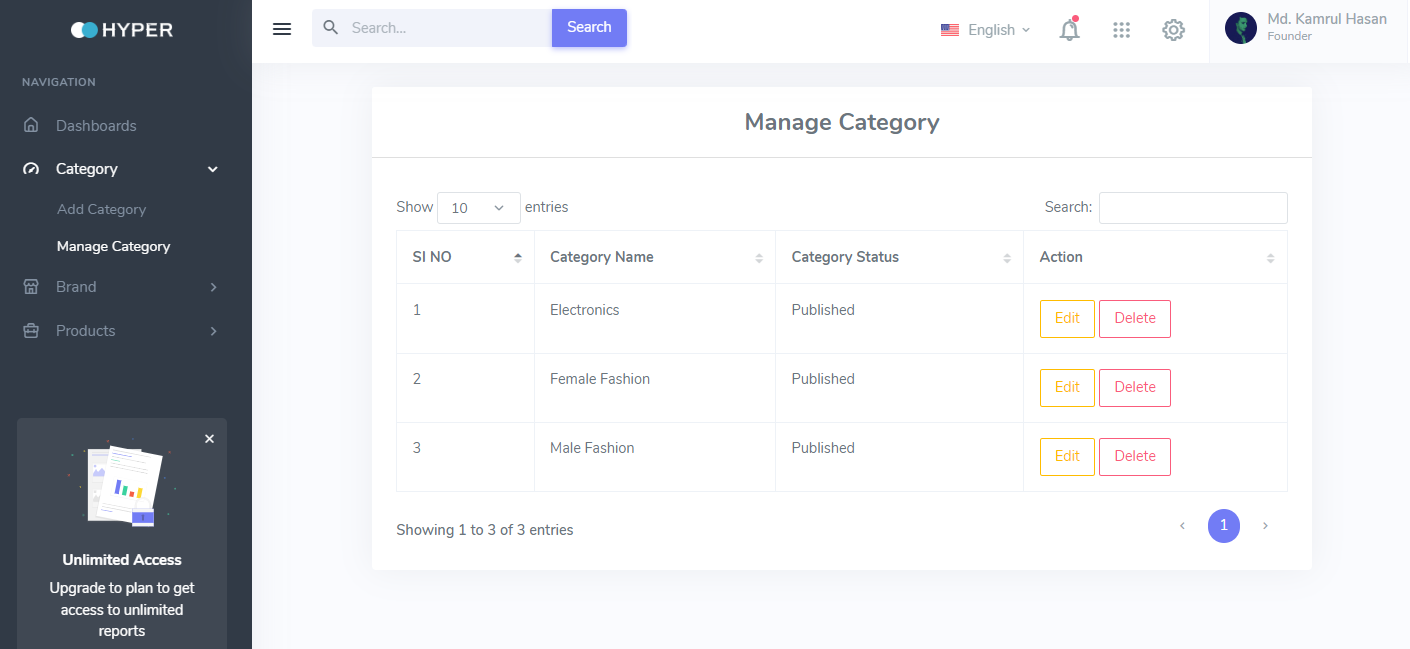 HYPER
Search...
Search
English
Md. Kamrul Hasan
Founder
NAVIGATION
Dashboards
Category
Add Category
Manage Category
Brand
Products
Unlimited Access
Upgrade to plan to get
access to unlimited
reports
Manage Category
Show 10 entries
Search:
SI NO Category Name Category Status Action
1 Electronics Published Edit Delete
2 Female Fashion Published Edit Delete
3 Male Fashion Published Edit Delete
Showing 1 to 3 of 3 entries
1